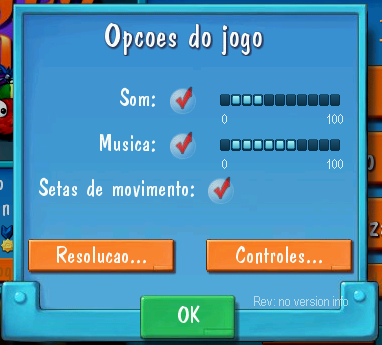 Opcoes do jogo
Som:
0 100
Musica:
0 100
Setas de movimento:
Resolucao... Controles...
Rev: no version info
OK